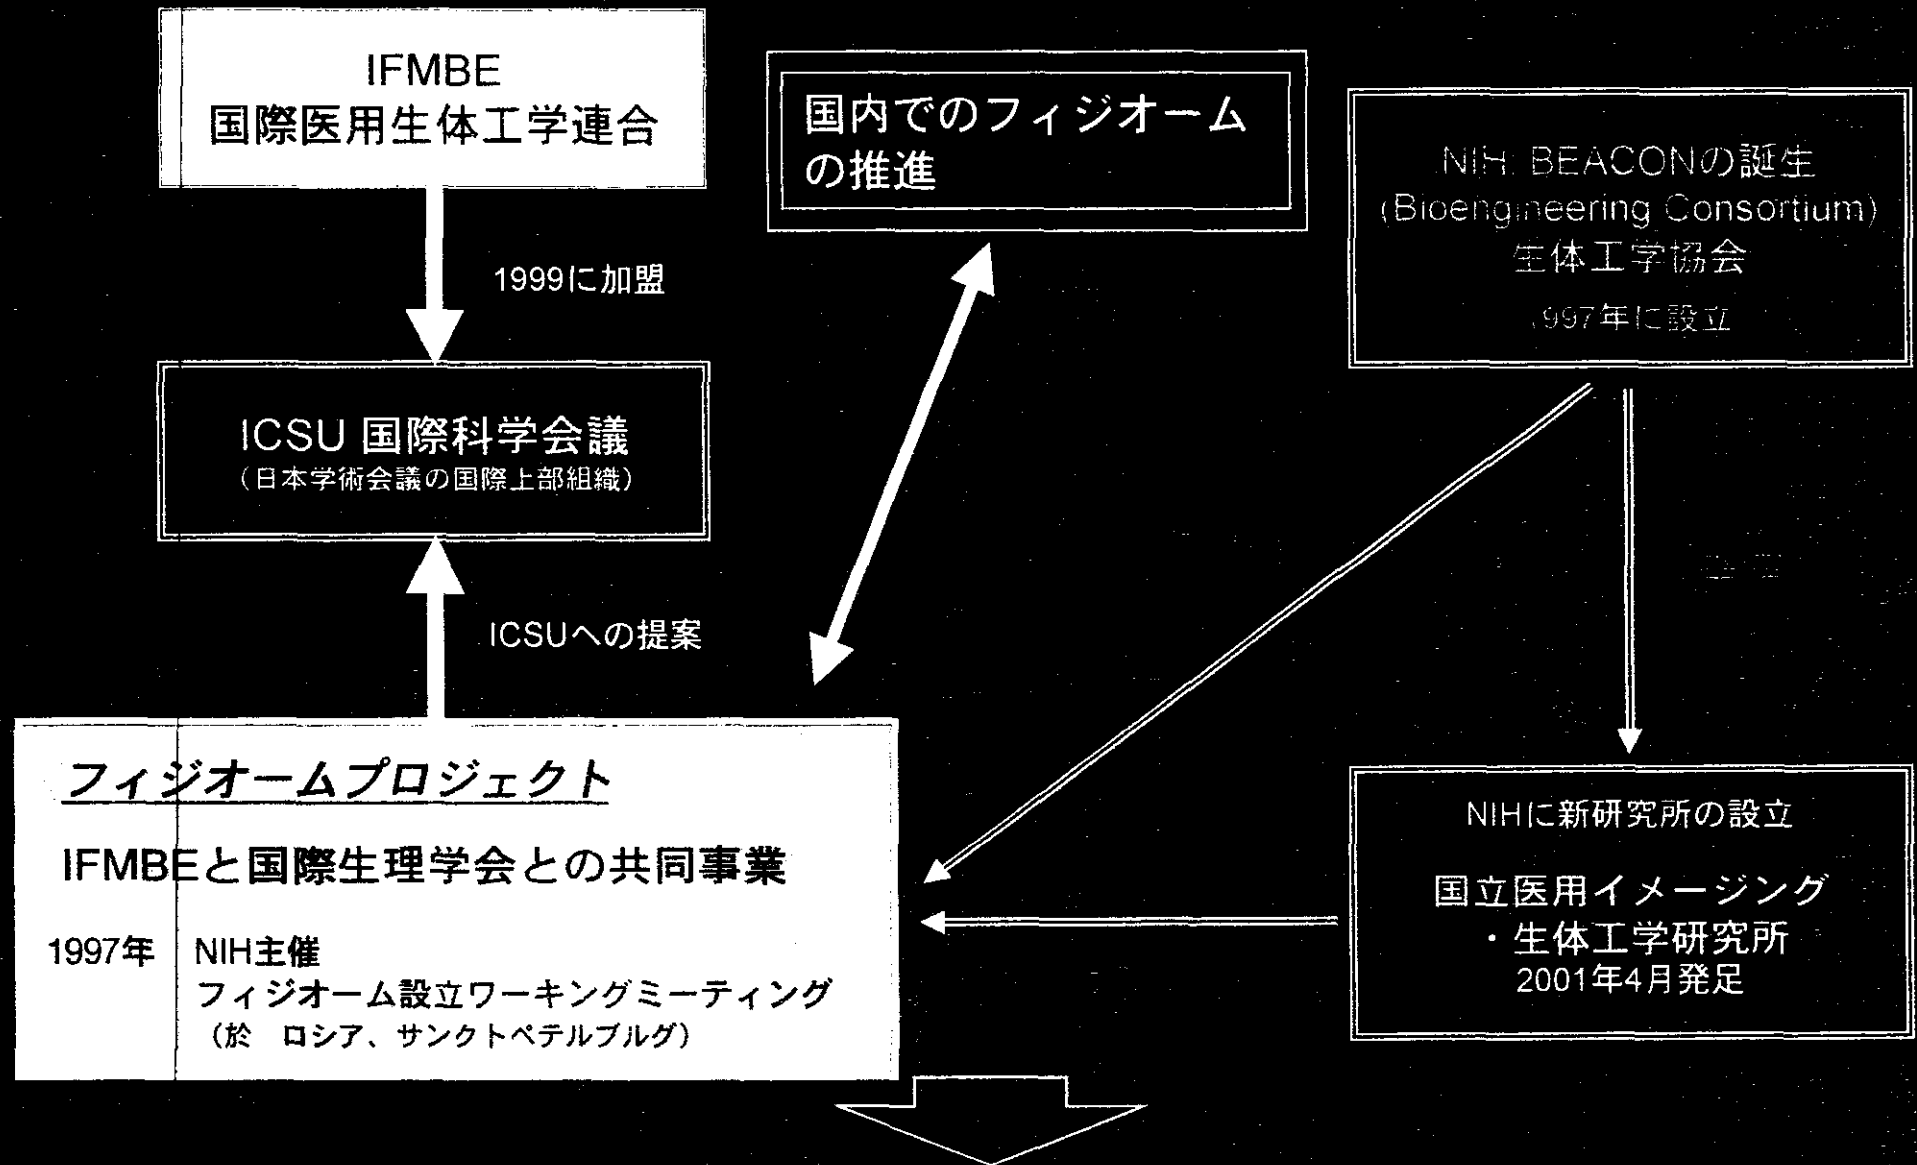 IFMBE
国際医用生体工学連合
1999に加盟
ICSU 国際科学会議
（日本学術会議の国際上部組織）
ICSUへの提案
国内でのフィジオーム
の推進
NIH: BEACONの誕生
(Bioengineering Consortium)
生体工学協会
1997年に設立
フィジオームプロジェクト
IFMBEと国際生理学会との共同事業
1997年 NIH主催
フィジオーム設立ワーキングミーティング
（於　ロシア、サンクトペテルブルグ）
NIHに新研究所の設立
国立医用イメージング
・生体工学研究所
2001年4月発足